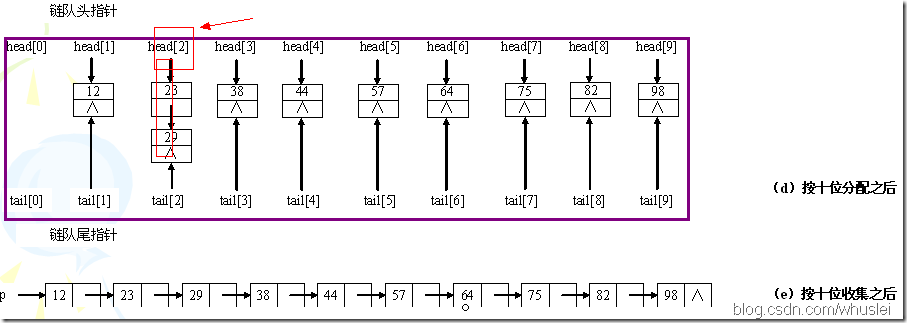 链队头指针
head[0] head[1] head[2] head[3] head[4] head[5] head[6] head[7] head[8] head[9]
12 23 38 44 57 64 75 82 98
∧ ∧ ∧ ∧ ∧ ∧ ∧ ∧
29
∧
tail[0] tail[1] tail[2] tail[3] tail[4] tail[5] tail[6] tail[7] tail[8] tail[9]
(d)按十位分配之后
链队尾指针
p 12 23 29 38 44 57 64 75 82 98 ∧
(e)按十位收集之后
blog.csdn.com/whuslei